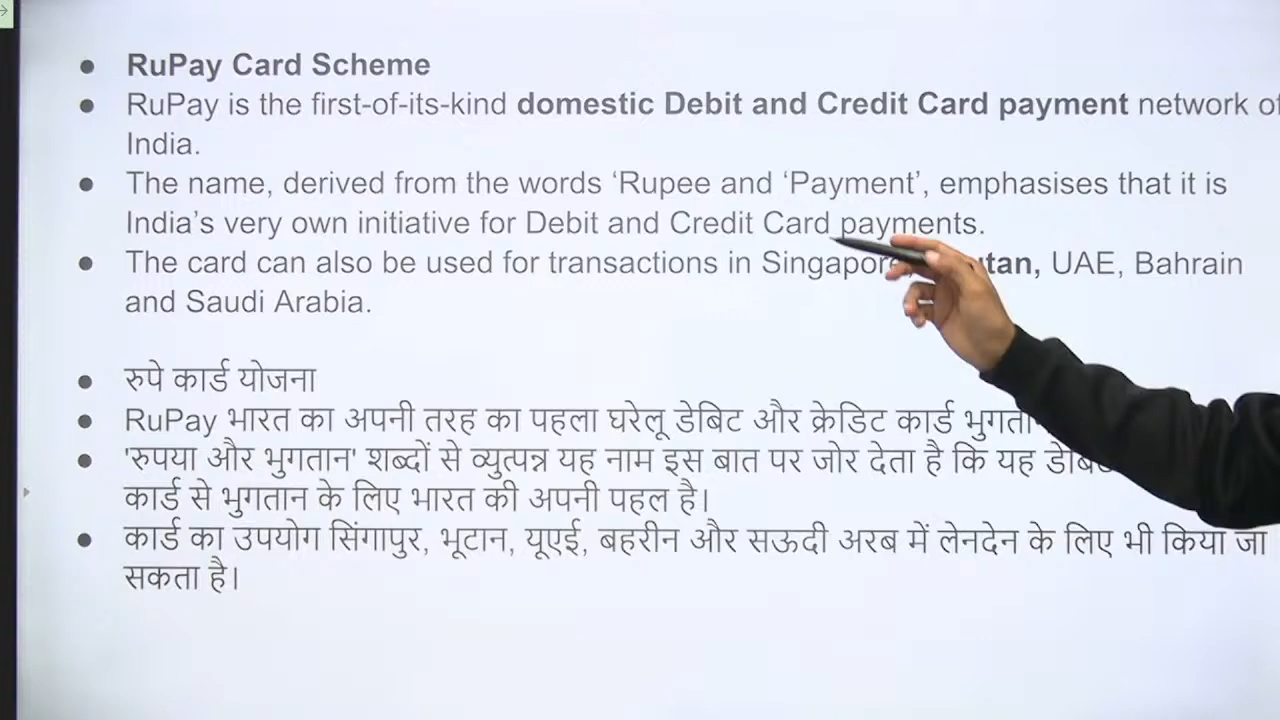 RuPay Card Scheme
RuPay is the first-of-its-kind domestic Debit and Credit Card payment network of
India.
The name, derived from the words ‘Rupee and ‘Payment’, emphasises that it is
India’s very own initiative for Debit and Credit Card payments.
The card can also be used for transactions in Singapore, UAE, Bahrain
and Saudi Arabia.
रुपे कार्ड योजना
RuPay भारत का अपनी तरह का पहला घरेलू डेबिट और क्रेडिट कार्ड
'रुपया और भुगतान' शब्दों से व्युत्पन्न यह नाम इस बात पर जोर देता है कि यह
कार्ड से भुगतान के लिए भारत की अपनी पहल है।
कार्ड का उपयोग सिंगापुर, भूटान, यूएई, बहरीन और सऊदी अरब में लेनदेन के लिए भी किया जा
सकता है।